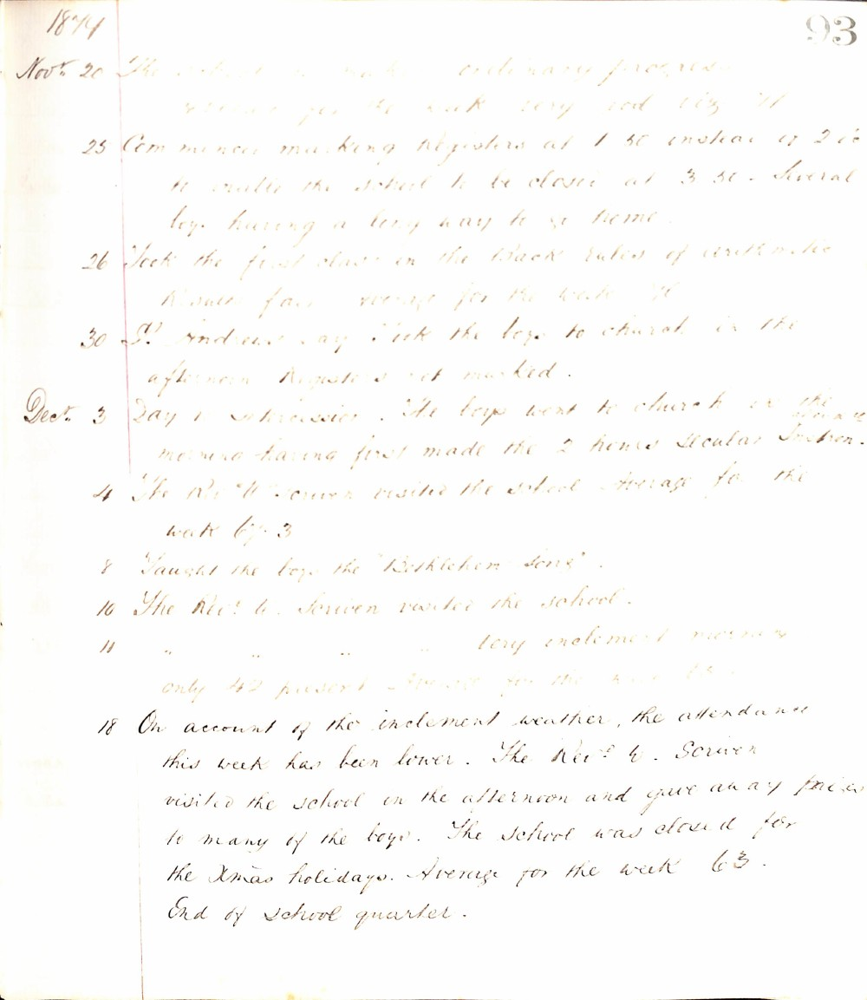 1874
93
Novr 20 The school is making ordinary progress
for the week very good viz 71
25 Commenced marking Registers at 1 30 instead of 2 in
to enable the school to be closed at 3 30. Several
boys having a long way to go home.
26 Took the first class in the Back rules of arithmetic
Results fair average for the week
30 St Andrews day Took the boys to church in the
afternoon Registers not marked.
Decr 3 Day of Intercession. The boys went to church in the
morning having first made the 2 hours secular Instron.
4 The Revd W Scriven visited the school Average for the
week 67.3
8 Taught the boys the "Bethlehem Song".
10 The Revd W. Scriven visited the school.
11 " " " " Very inclement morning
only 42 present Average for the week
18 On account of the inclement weather, the attendance
this week has been lower. The Revd W. Scriven
visited the school in the afternoon and gave away prizes
to many of the boys. The school was closed for
the Xmas holidays. Average for the week 63.
End of school quarter.